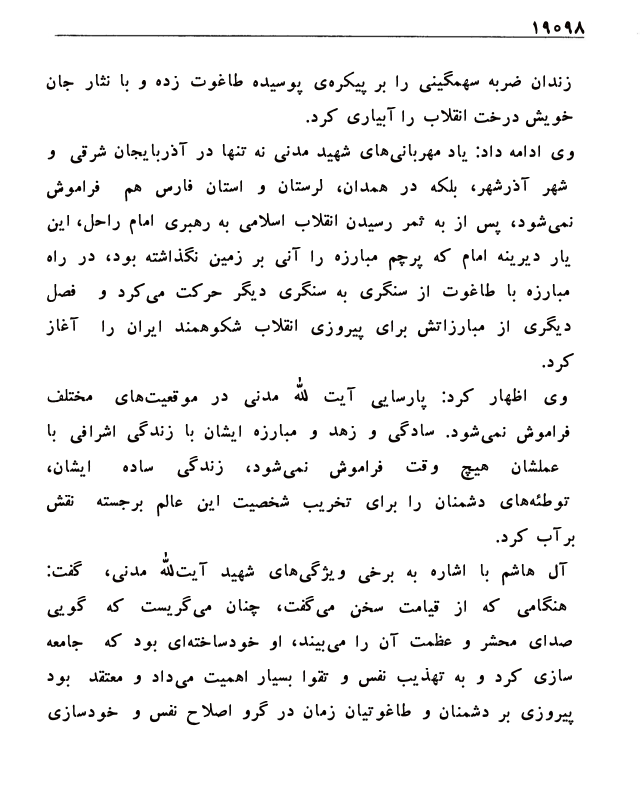 ۱۹۰۹۸
زندان ضربه سهمگینی را بر پیکره‌ی پوسیده طاغوت زده و با نثار جان
خویش درخت انقلاب را آبیاری کرد.
وی ادامه داد: یاد مهربانی‌های شهید مدنی نه تنها در آذربایجان شرقی و
شهر آذرشهر، بلکه در همدان، لرستان و استان فارس هم فراموش
نمی‌شود، پس از به ثمر رسیدن انقلاب اسلامی به رهبری امام راحل، این
یار دیرینه امام که پرچم مبارزه را آنی بر زمین نگذاشته بود، در راه
مبارزه با طاغوت از سنگری به سنگری دیگر حرکت می‌کرد و فصل
دیگری از مبارزاتش برای پیروزی انقلاب شکوهمند ایران را آغاز
کرد.
وی اظهار کرد: پارسایی آیت لله مدنی در موقعیت‌های مختلف
فراموش نمی‌شود. سادگی و زهد و مبارزه ایشان با زندگی اشرافی با
عملشان هیچ وقت فراموش نمی‌شود، زندگی ساده ایشان،
توطئه‌های دشمنان را برای تخریب شخصیت این عالم برجسته نقش
برآب کرد.
آل هاشم با اشاره به برخی ویژگی‌های شهید آیت‌لله مدنی، گفت:
هنگامی که از قیامت سخن می‌گفت، چنان می‌گریست که گویی
صدای محشر و عظمت آن را می‌بیند، او خودساخته‌ای بود که جامعه
سازی کرد و به تهذیب نفس و تقوا بسیار اهمیت می‌داد و معتقد بود
پیروزی بر دشمنان و طاغوتیان زمان در گرو اصلاح نفس و خودسازی